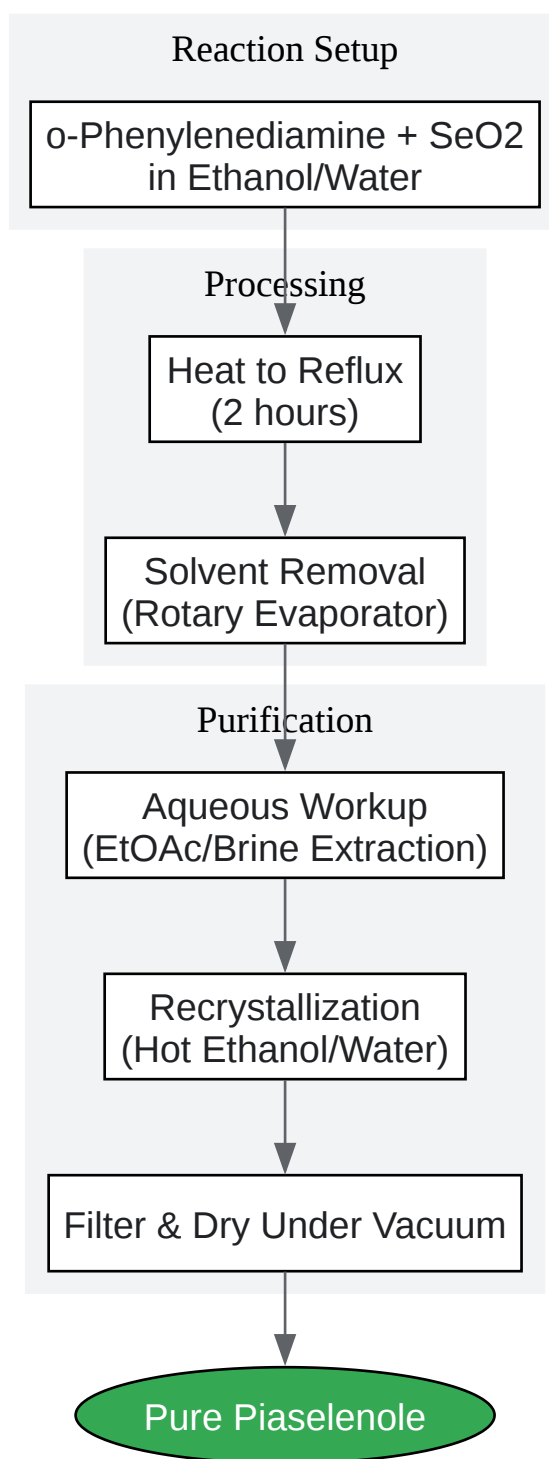 Reaction Setup
o-Phenylenediamine + SeO2
in Ethanol/Water
Processing
Heat to Reflux
(2 hours)
Solvent Removal
(Rotary Evaporator)
Purification
Aqueous Workup
(EtOAc/Brine Extraction)
Recrystallization
(Hot Ethanol/Water)
Filter & Dry Under Vacuum
Pure Piaselenole